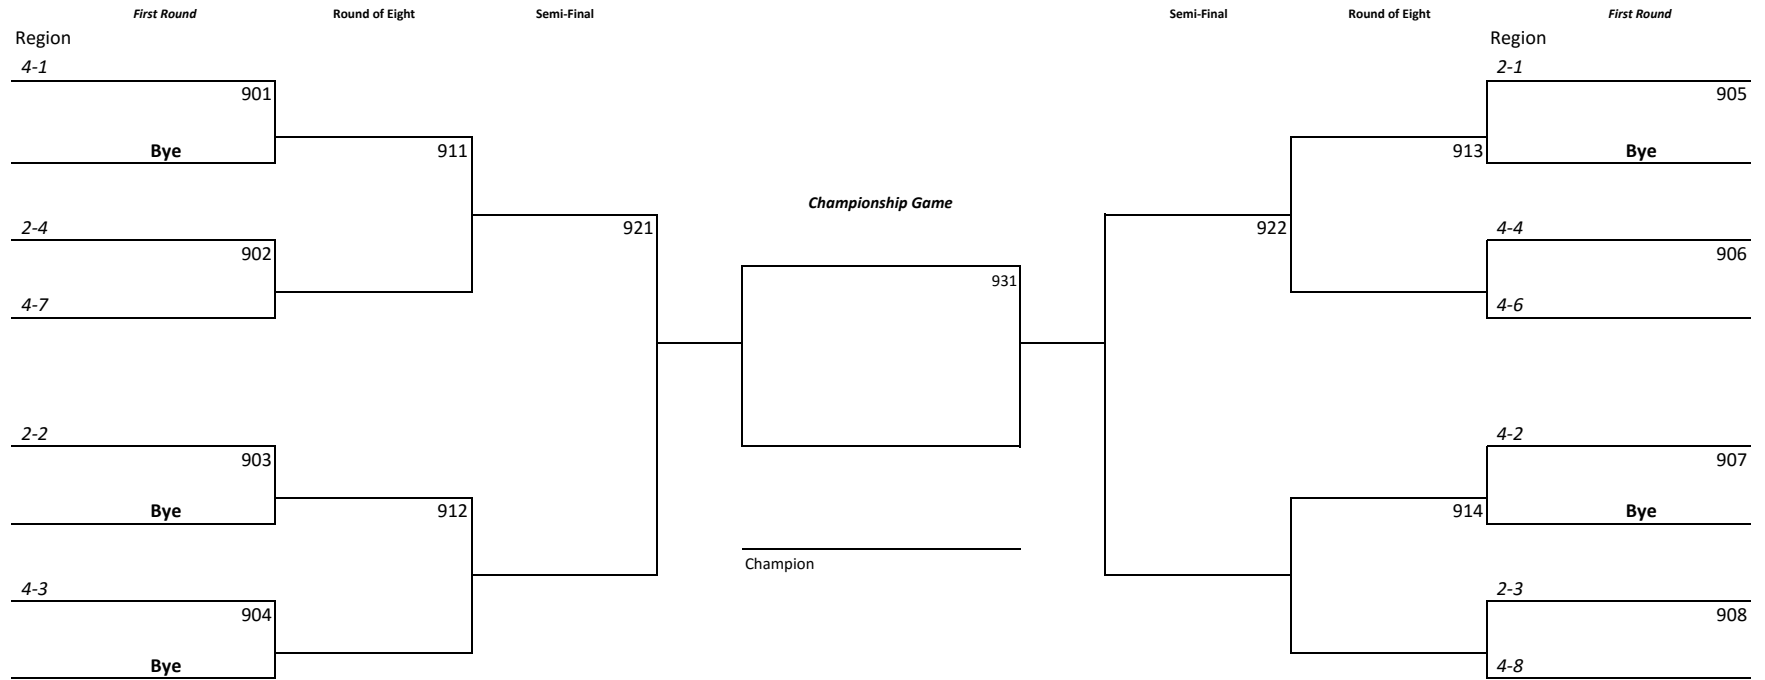 First Round Round of Eight Semi-Final Semi-Final Round of Eight First Round
Region Region
4-1 2-1
901 905
Bye 911 913 Bye
Championship Game
2-4 921 922 4-4
902 906
931
4-7 4-6
2-2 4-2
903 907
Bye 912 914 Bye
Champion
4-3 2-3
904 908
Bye 4-8